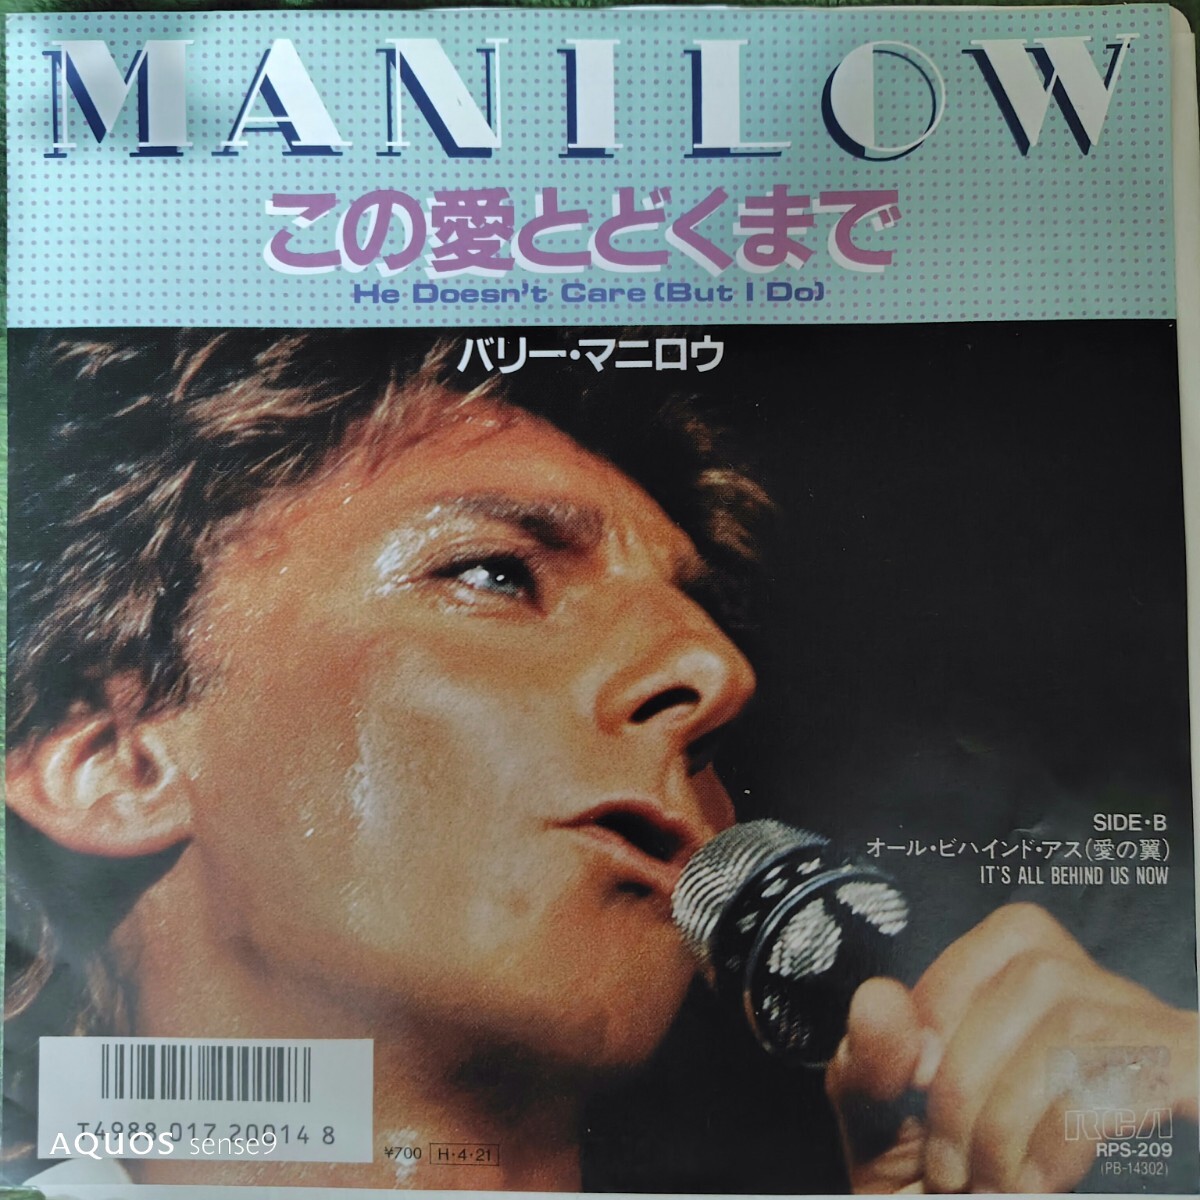 MANILOW
この愛とどくまで
He Doesn't Care (But I Do)
バリー・マニロウ
SIDE・B
オール・ビハインド・アス(愛の翼)
IT'S ALL BEHIND US NOW
T4988 017 20014 8
AQUOS sense9
¥700 H・4・21
RCA
RPS-209
(PB-14302)